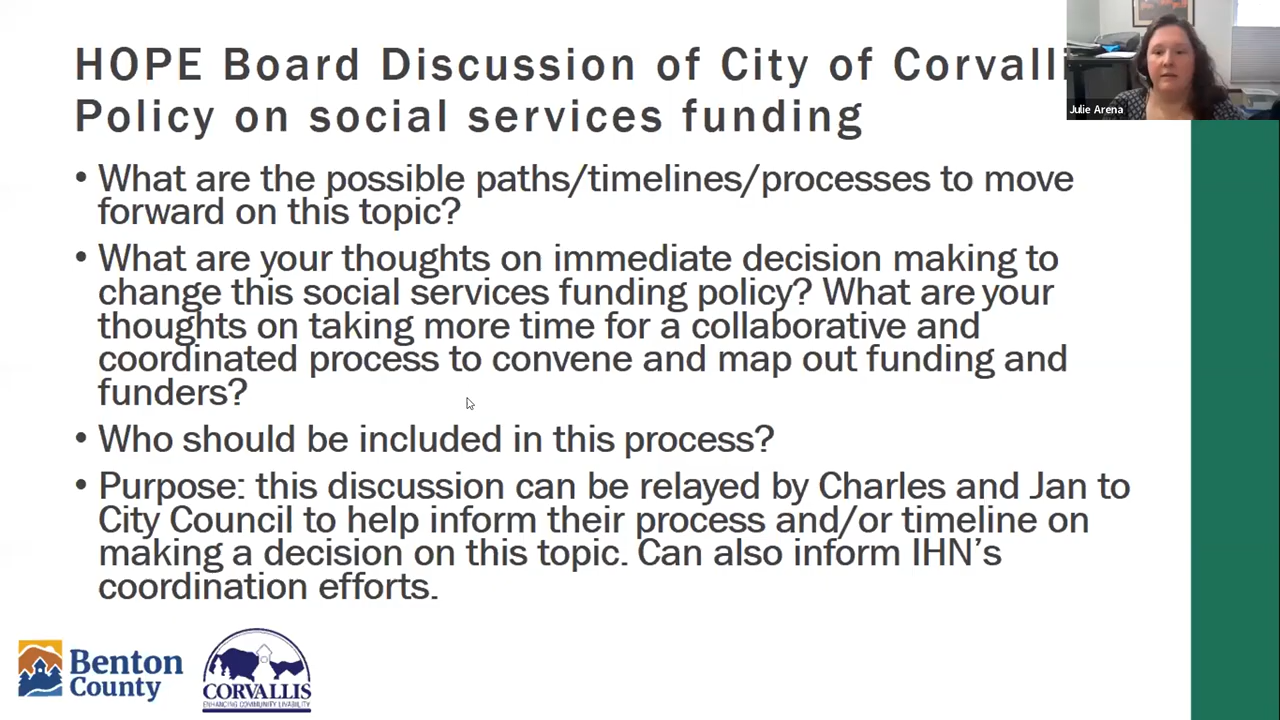 HOPE Board Discussion of City of Corvalli
Policy on social services funding
• What are the possible paths/timelines/processes to move
forward on this topic?
• What are your thoughts on immediate decision making to
change this social services funding policy? What are your
thoughts on taking more time for a collaborative and
coordinated process to convene and map out funding and
funders?
• Who should be included in this process?
• Purpose: this discussion can be relayed by Charles and Jan to
City Council to help inform their process and/or timeline on
making a decision on this topic. Can also inform IHN's
coordination efforts.
Julie Arena
Benton
County
CORVALLIS
ENHANCING COMMUNITY LIVABILITY